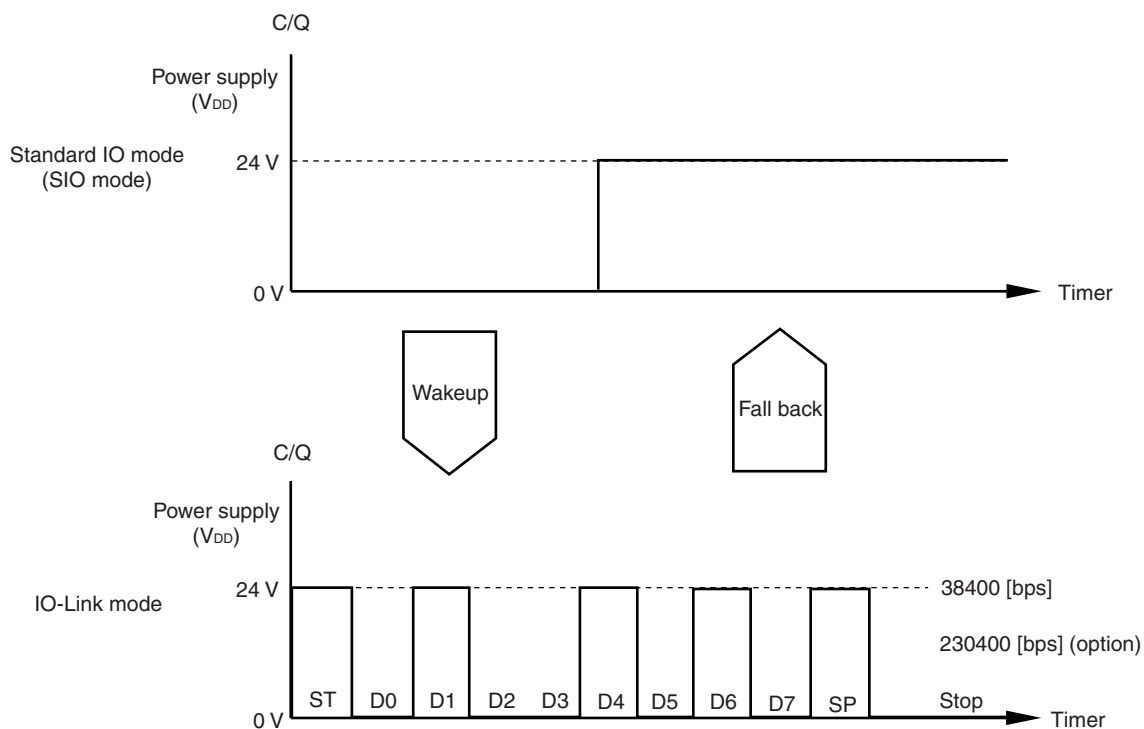 C/Q
Power supply
(VDD)
Standard IO mode
(SIO mode)
24 V
0 V
Timer
Wakeup
Fall back
C/Q
Power supply
(VDD)
IO-Link mode
24 V
38400 [bps]
230400 [bps] (option)
ST D0 D1 D2 D3 D4 D5 D6 D7 SP Stop
0 V
Timer